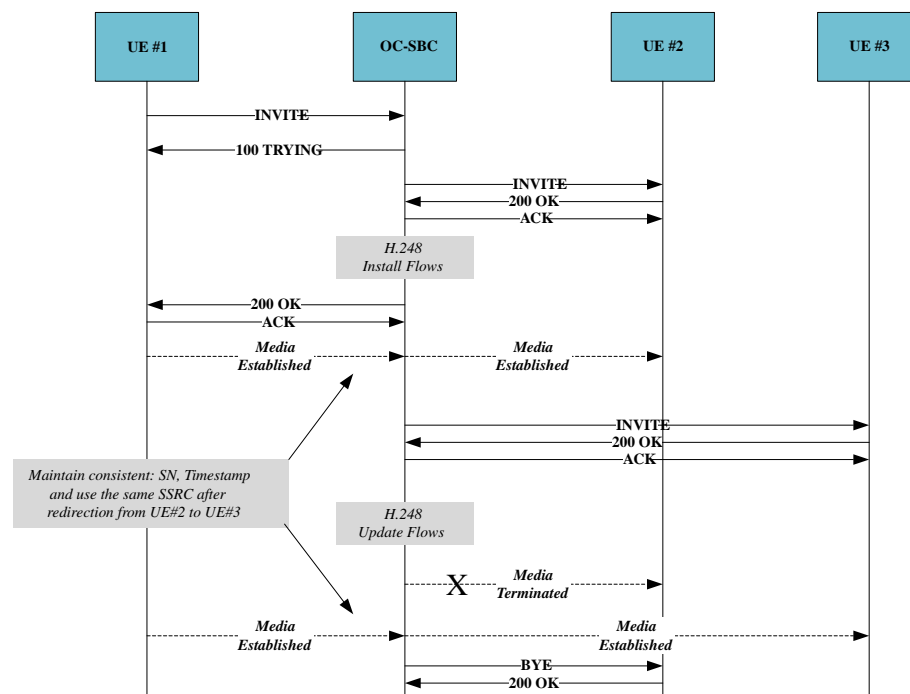 UE #1
OC-SBC
UE #2
UE #3
INVITE
100 TRYING
INVITE
200 OK
ACK
H.248
Install Flows
200 OK
ACK
Media
Established
Media
Established
INVITE
200 OK
ACK
Maintain consistent: SN, Timestamp
and use the same SSRC after
redirection from UE#2 to UE#3
H.248
Update Flows
X
Media
Terminated
Media
Established
Media
Established
BYE
200 OK